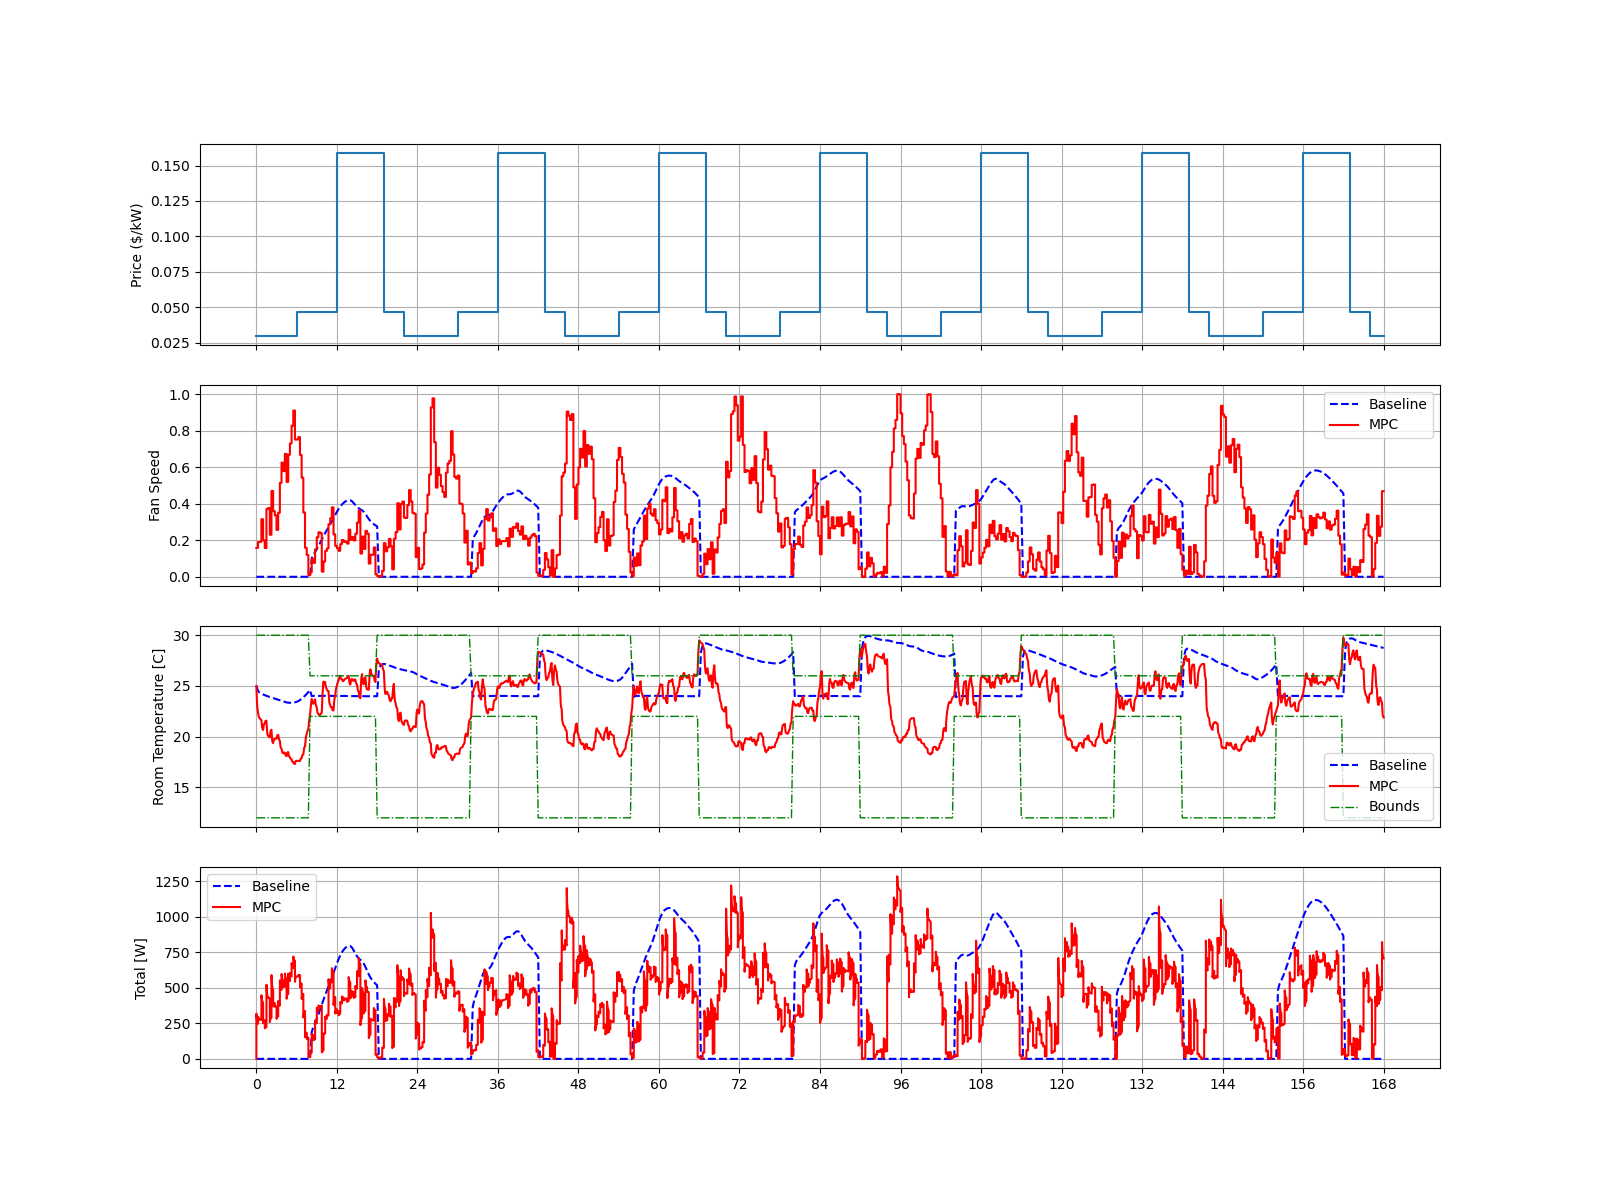 Price ($/kW)
0.150
0.125
0.100
0.075
0.050
0.025
Fan Speed
1.0
0.8
0.6
0.4
0.2
0.0
Baseline
MPC
Room Temperature [C]
30
25
20
15
Baseline
MPC
Bounds
Total [W]
1250
1000
750
500
250
0
Baseline
MPC
0 12 24 36 48 60 72 84 96 108 120 132 144 156 168